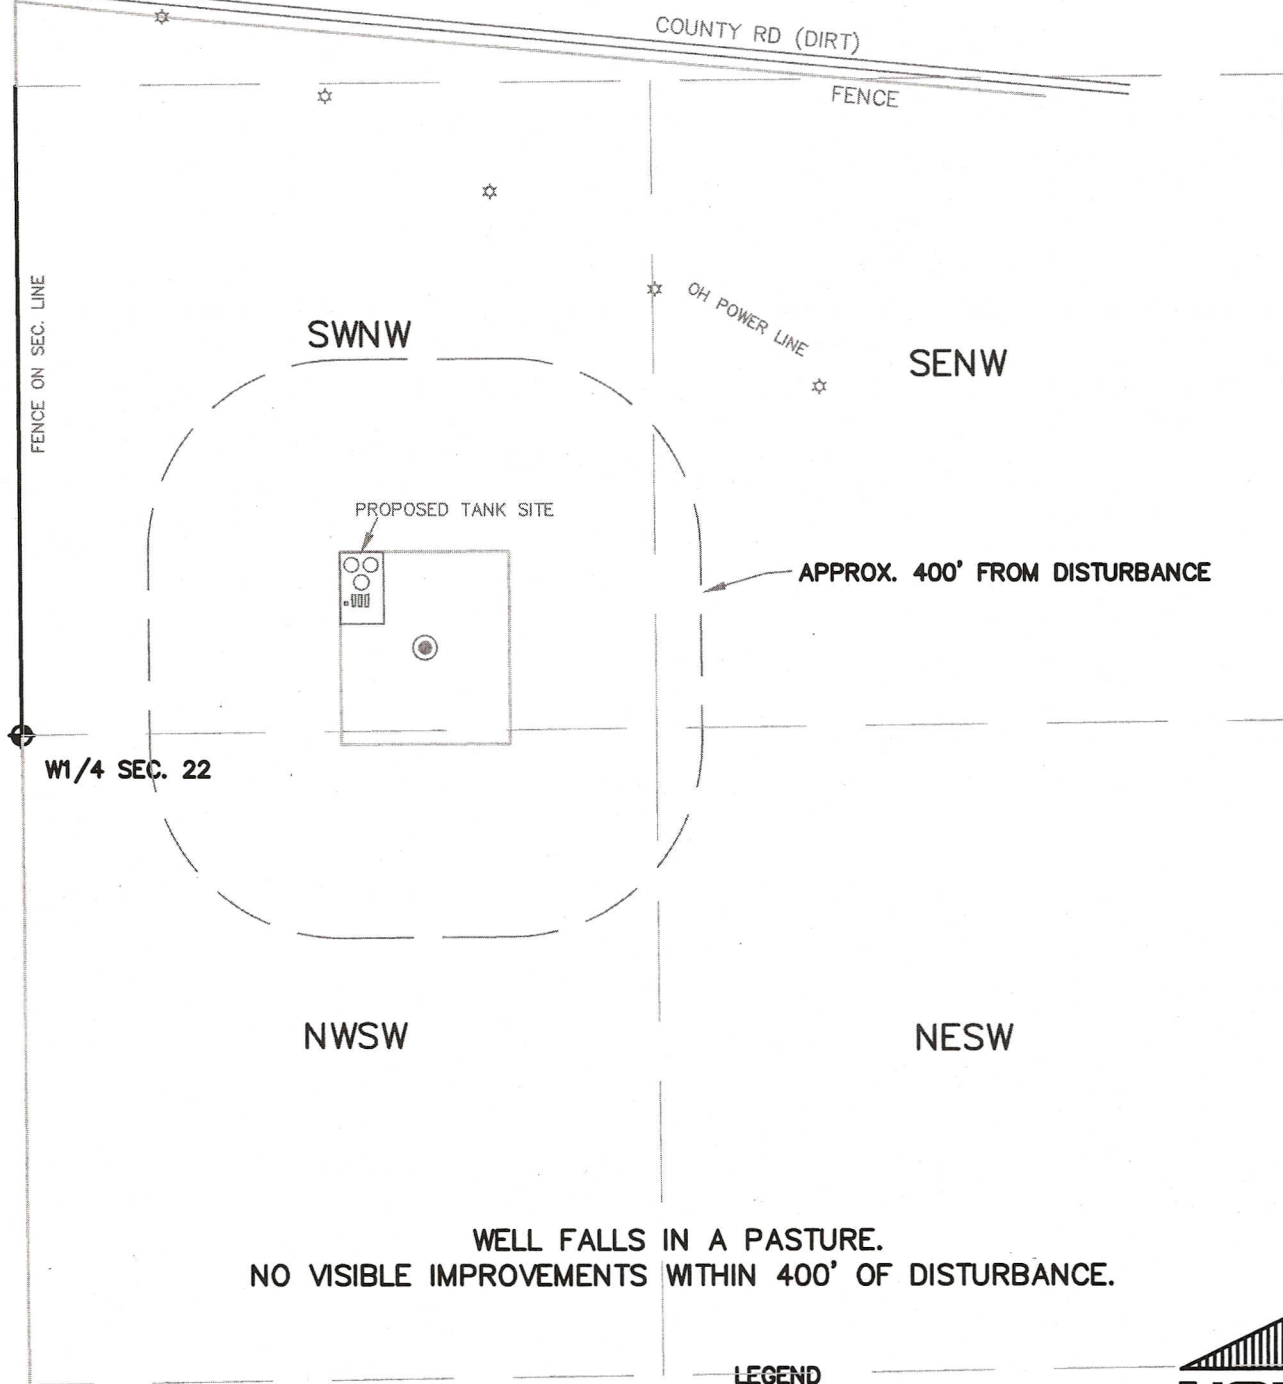 COUNTY RD (DIRT)
FENCE
FENCE ON SEC. LINE
OH POWER LINE
SWNW
SENW
PROPOSED TANK SITE
APPROX. 400' FROM DISTURBANCE
W1/4 SEC. 22
NWSW
NESW
WELL FALLS IN A PASTURE.
NO VISIBLE IMPROVEMENTS WITHIN 400' OF DISTURBANCE.
LEGEND